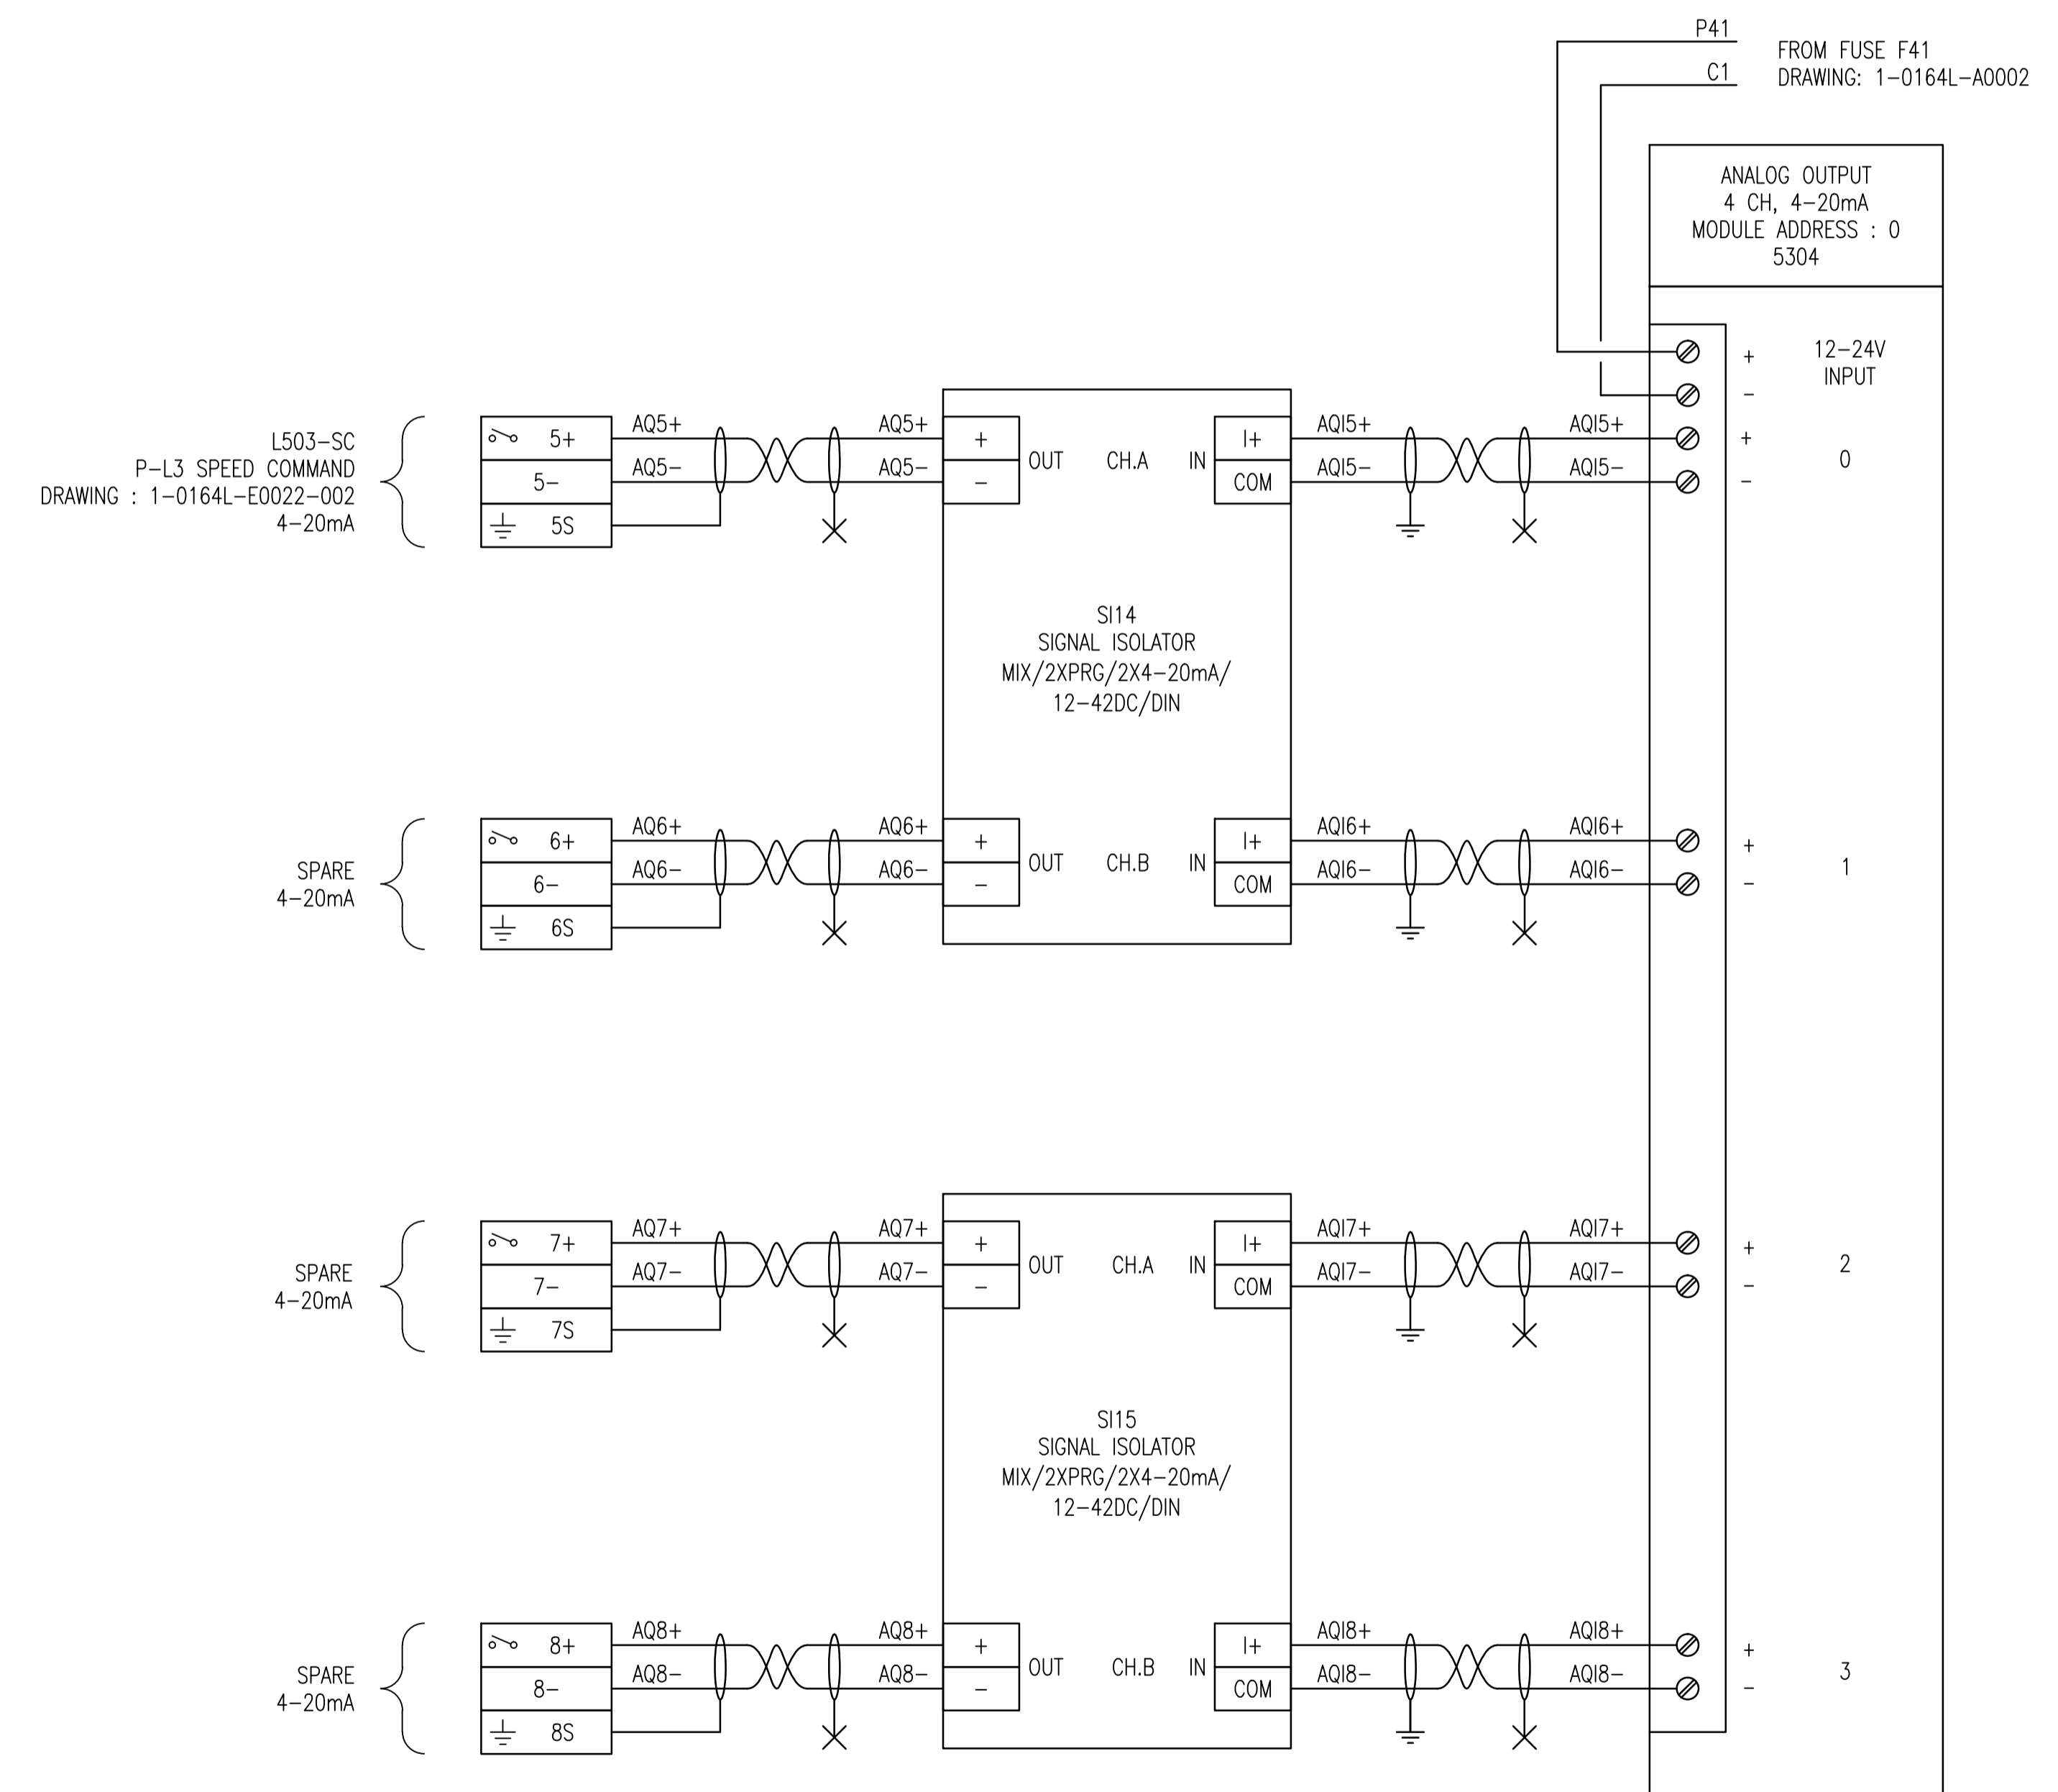 P41
C1
FROM FUSE F41
DRAWING: 1-0164L-A0002
ANALOG OUTPUT
4 CH, 4-20mA
MODULE ADDRESS : 0
5304
+ 12-24V
- INPUT
L503-SC
P-L3 SPEED COMMAND
DRAWING : 1-0164L-E0022-002
4-20mA
5+ AQ5+ AQ5+ + I+ AQI5+ AQI5+ +
OUT CH.A IN 0
5- AQ5- AQ5- - COM AQI5- AQI5- -
5S
SI14
SIGNAL ISOLATOR
MIX/2XPRG/2X4-20mA/
12-42DC/DIN
SPARE
4-20mA
6+ AQ6+ AQ6+ + I+ AQI6+ AQI6+ +
OUT CH.B IN 1
6- AQ6- AQ6- - COM AQI6- AQI6- -
6S
SPARE
4-20mA
7+ AQ7+ AQ7+ + I+ AQI7+ AQI7+ +
OUT CH.A IN 2
7- AQ7- AQ7- - COM AQI7- AQI7- -
7S
SI15
SIGNAL ISOLATOR
MIX/2XPRG/2X4-20mA/
12-42DC/DIN
SPARE
4-20mA
8+ AQ8+ AQ8+ + I+ AQI8+ AQI8+ +
OUT CH.B IN 3
8- AQ8- AQ8- - COM AQI8- AQI8- -
8S